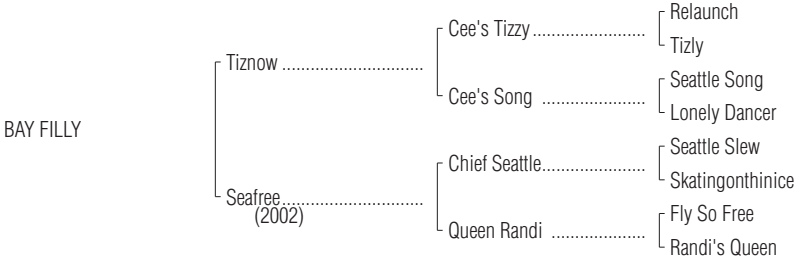 Relaunch
Cee's Tizzy ........................
Tizly
Tiznow ..............................
Seattle Song
Cee's Song ......................
Lonely Dancer
BAY FILLY
Seattle Slew
Chief Seattle......................
Skatingonthinice
Seafree..............................
(2002)
Fly So Free
Queen Randi ....................
Randi's Queen